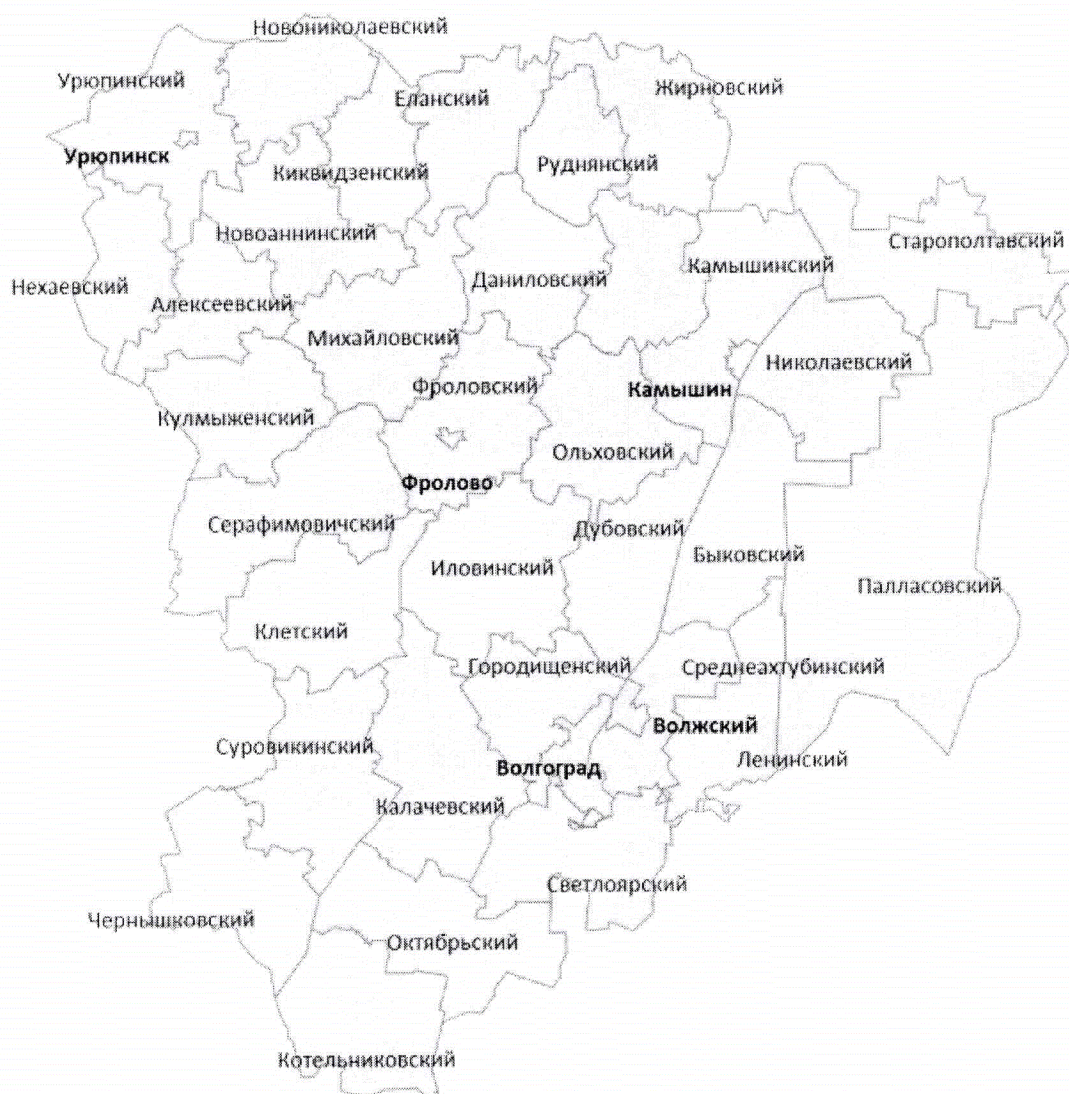 Новониколаевский
Урюпинский
Еланский
Жирновский
Урюпинск
Киквидзенский
Руднянский
Новоаннинский
Старополтавский
Нехаевский
Алексеевский
Даниловский
Камышинский
Михайловский
Фроловский
Николаевский
Камышин
Кулмыженский
Ольховский
Фролово
Серафимовичский
Дубовский
Иловинский
Быковский
Палласовский
Клетский
Городищенский
Среднеахтубинский
Суровикинский
Волжский
Волгоград
Ленинский
Калачевский
Светлоярский
Чернышковский
Октябрьский
Котельниковский